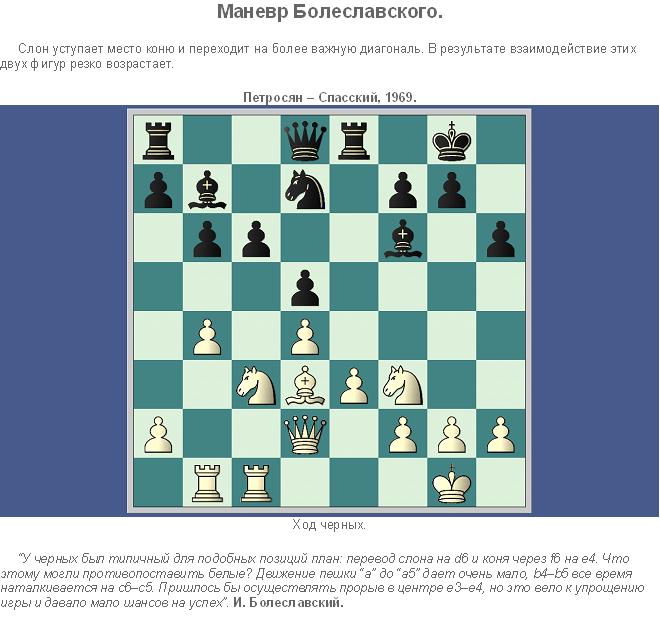 Маневр Болеславского.
Слон уступает место коню и переходит на более важную диагональ. В результате взаимодействие этих
двух фигур резко возрастает.
Петросян – Спасский, 1969.
Ход черных.
“У черных был типичный для подобных позиций план: перевод слона на d6 и коня через f6 на e4. Что
этому могли противопоставить белые? Движение пешки “а” до “а5” дает очень мало, b4–b5 все время
наталкивается на c6–c5. Пришлось бы осуществлять прорыв в центре e3–e4, но это вело к упрощению
игры и давало мало шансов на успех”. И. Болеславский.